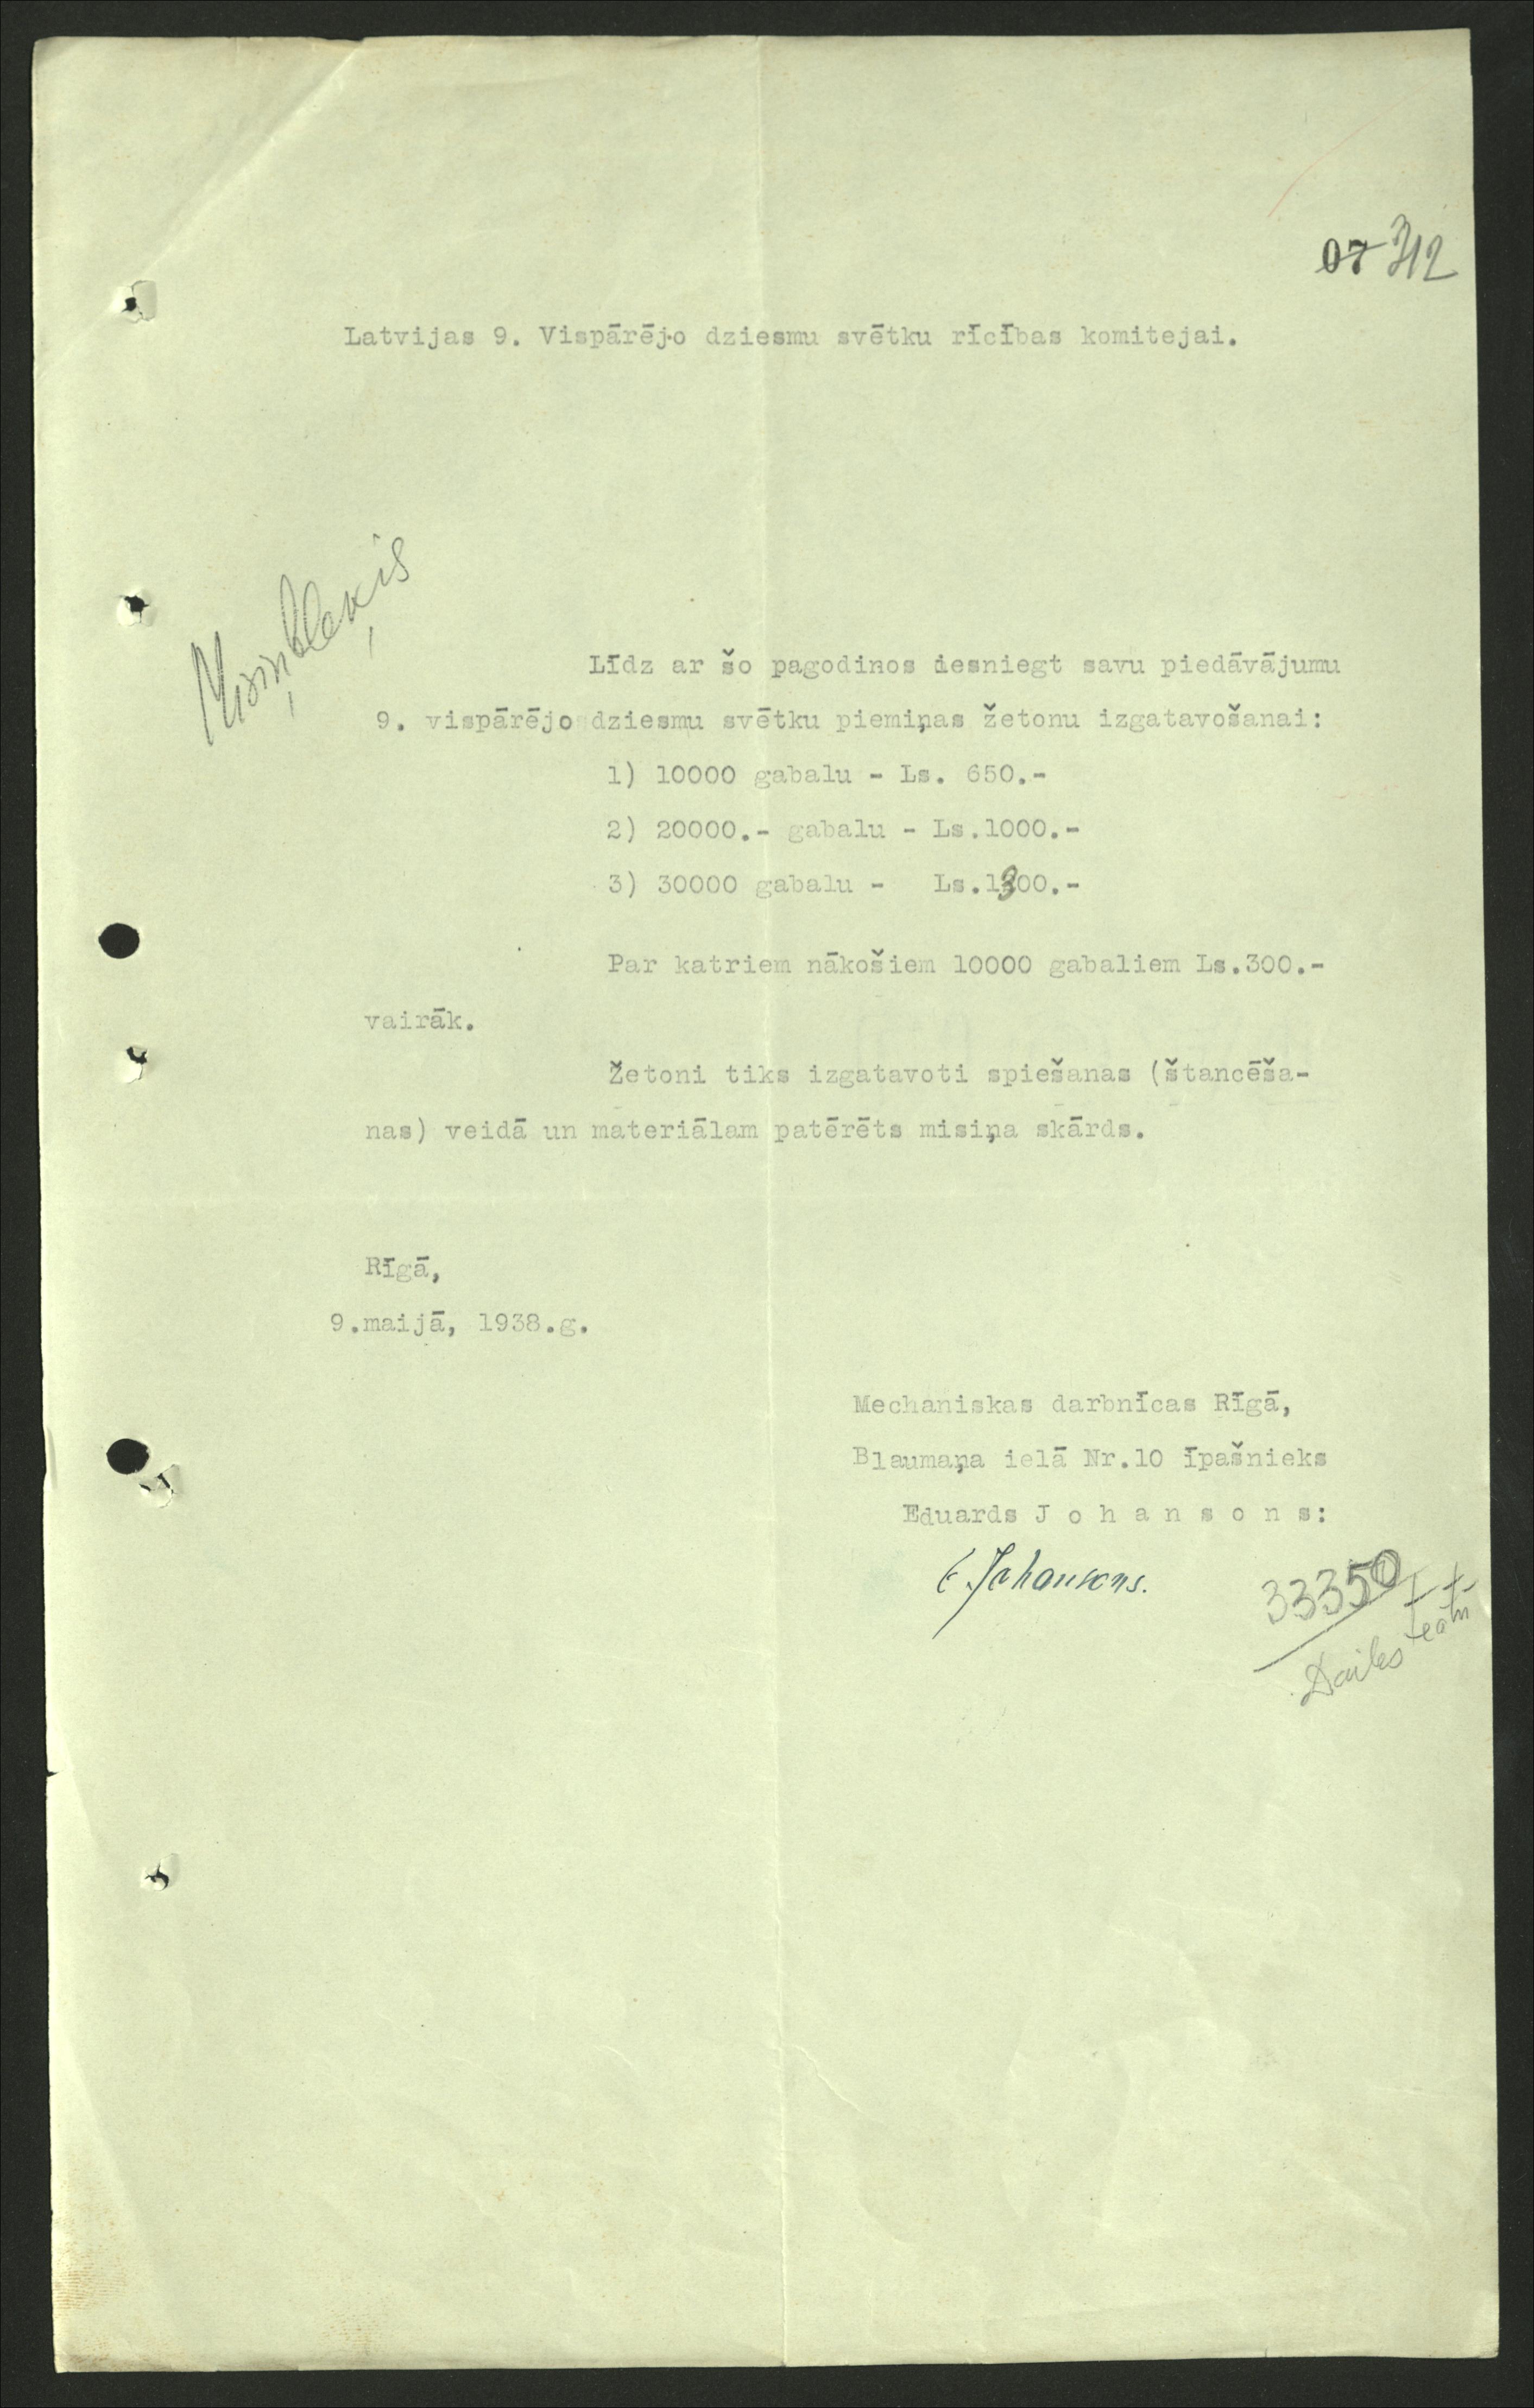 07 312
Latvijas 9. Vispārējo dziesmu svētku rīcības komitejai.
Līdz ar šo pagodinos iesniegt savu piedāvājumu
9. vispārējo dziesmu svētku piemiņas žetonu izgatavošanai:
1) 10000 gabalu - Ls. 650.-
2) 20000.- gabalu - Ls.1000.-
3) 30000 gabalu - Ls.1300.-
Par katriem nākošiem 10000 gabaliem Ls.300.-
vairāk.
Žetoni tiks izgatavoti spiešanas (štancēša-
nas) veidā un materiālam patērēts misiņa skārds.
Rīgā,
9.maijā, 1938.g.
Mechaniskas darbnīcas Rīgā,
Blaumaņa ielā Nr.10 īpašnieks
Eduards J o h a n s o n s:
E. Johansons.
33350
Dailes teātr